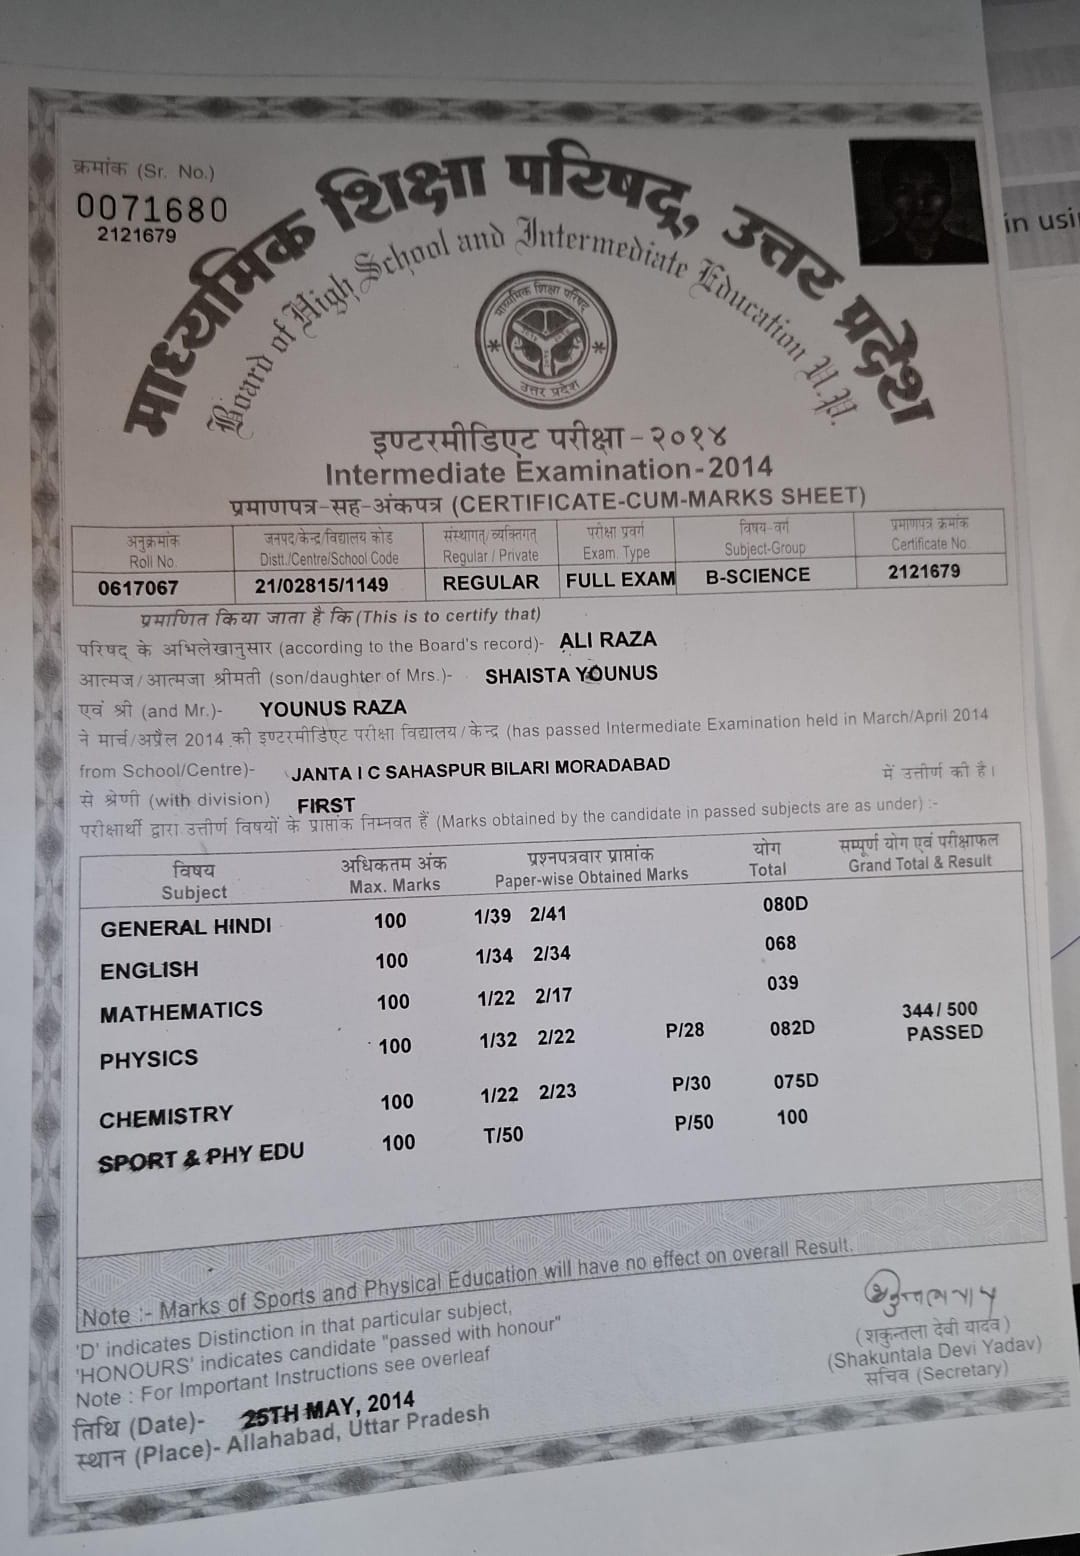 क्रमांक (Sr. No.)
0071680
2121679
माध्यमिक शिक्षा परिषद्, उत्तर प्रदेश
Board of High School and Intermediate Education U.P.
माध्यमिक शिक्षा परिषद
उत्तर प्रदेश
in usi
इण्टरमीडिएट परीक्षा-२०१४
Intermediate Examination-2014
प्रमाणपत्र-सह-अंकपत्र (CERTIFICATE-CUM-MARKS SHEET)
अनुक्रमांक जनपद/केन्द्र/विद्यालय कोड संस्थागत/व्यक्तिगत परीक्षा प्रवर्ग विषय-वर्ग प्रमाणपत्र क्रमांक
Roll No. Distt./Centre/School Code Regular / Private Exam. Type Subject-Group Certificate No.
0617067 21/02815/1149 REGULAR FULL EXAM B-SCIENCE 2121679
प्रमाणित किया जाता है कि (This is to certify that)
परिषद् के अभिलेखानुसार (according to the Board's record)- ALI RAZA
आत्मज/आत्मजा श्रीमती (son/daughter of Mrs.)- SHAISTA YOUNUS
एवं श्री (and Mr.)- YOUNUS RAZA
ने मार्च/अप्रैल 2014 की इण्टरमीडिएट परीक्षा विद्यालय/केन्द्र (has passed Intermediate Examination held in March/April 2014
from School/Centre)- JANTA I C SAHASPUR BILARI MORADABAD में उत्तीर्ण की है।
से श्रेणी (with division) FIRST
परीक्षार्थी द्वारा उत्तीर्ण विषयों के प्राप्तांक निम्नवत हैं (Marks obtained by the candidate in passed subjects are as under) :-
विषय अधिकतम अंक प्रश्नपत्रवार प्राप्तांक योग सम्पूर्ण योग एवं परीक्षाफल
Subject Max. Marks Paper-wise Obtained Marks Total Grand Total & Result
GENERAL HINDI 100 1/39 2/41 080D
ENGLISH 100 1/34 2/34 068
MATHEMATICS 100 1/22 2/17 039
344/ 500
PHYSICS 100 1/32 2/22 P/28 082D PASSED
CHEMISTRY 100 1/22 2/23 P/30 075D
SPORT & PHY EDU 100 T/50 P/50 100
Note :- Marks of Sports and Physical Education will have no effect on overall Result.
'D' indicates Distinction in that particular subject,
'HONOURS' indicates candidate "passed with honour"
Note : For Important Instructions see overleaf
तिथि (Date)- 25TH MAY, 2014
स्थान (Place)- Allahabad, Uttar Pradesh
(शकुन्तला देवी यादव)
(Shakuntala Devi Yadav)
सचिव (Secretary)